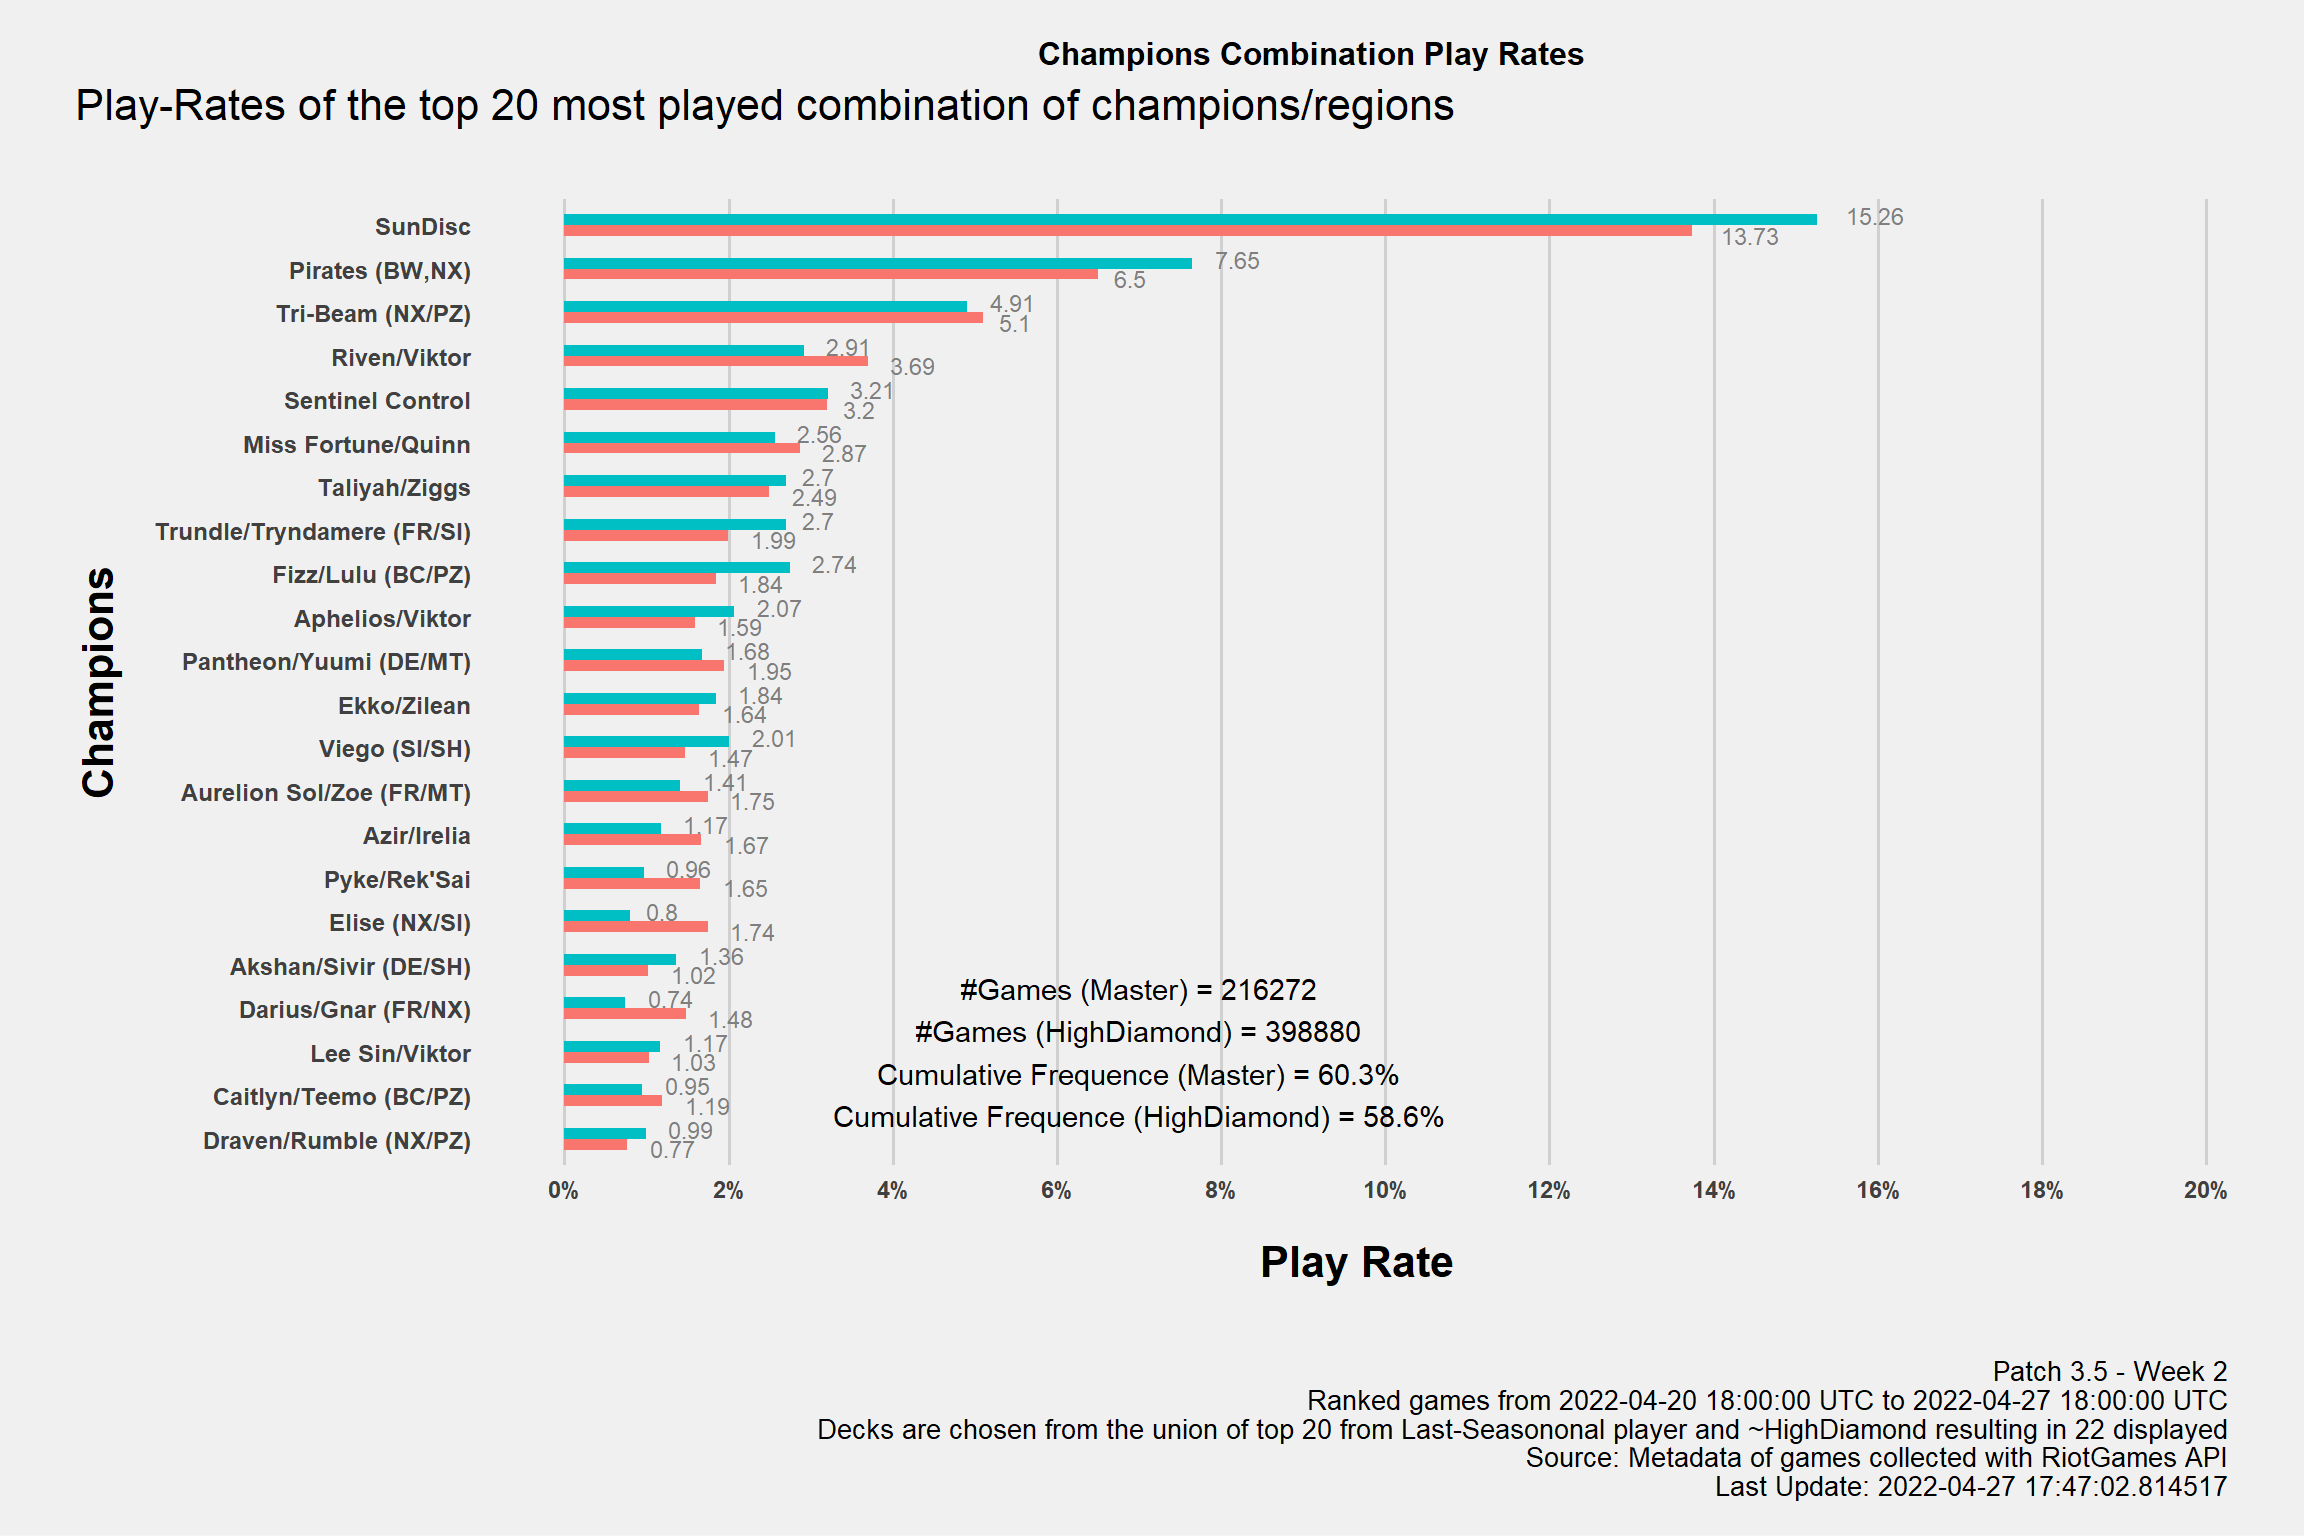 Champions Combination Play Rates
Play-Rates of the top 20 most played combination of champions/regions
Champions
SunDisc 15.26 13.73
Pirates (BW,NX) 7.65 6.5
Tri-Beam (NX/PZ) 4.91 5.1
Riven/Viktor 2.91 3.69
Sentinel Control 3.21 3.2
Miss Fortune/Quinn 2.56 2.87
Taliyah/Ziggs 2.7 2.49
Trundle/Tryndamere (FR/SI) 2.7 1.99
Fizz/Lulu (BC/PZ) 2.74 1.84
Aphelios/Viktor 2.07 1.59
Pantheon/Yuumi (DE/MT) 1.68 1.95
Ekko/Zilean 1.84 1.64
Viego (SI/SH) 2.01 1.47
Aurelion Sol/Zoe (FR/MT) 1.41 1.75
Azir/Irelia 1.17 1.67
Pyke/Rek'Sai 0.96 1.65
Elise (NX/SI) 0.8 1.74
Akshan/Sivir (DE/SH) 1.36 1.02
Darius/Gnar (FR/NX) 0.74 1.48
Lee Sin/Viktor 1.17 1.03
Caitlyn/Teemo (BC/PZ) 0.95 1.19
Draven/Rumble (NX/PZ) 0.99 0.77
#Games (Master) = 216272
#Games (HighDiamond) = 398880
Cumulative Frequence (Master) = 60.3%
Cumulative Frequence (HighDiamond) = 58.6%
0% 2% 4% 6% 8% 10% 12% 14% 16% 18% 20%
Play Rate
Patch 3.5 - Week 2
Ranked games from 2022-04-20 18:00:00 UTC to 2022-04-27 18:00:00 UTC
Decks are chosen from the union of top 20 from Last-Seasononal player and ~HighDiamond resulting in 22 displayed
Source: Metadata of games collected with RiotGames API
Last Update: 2022-04-27 17:47:02.814517